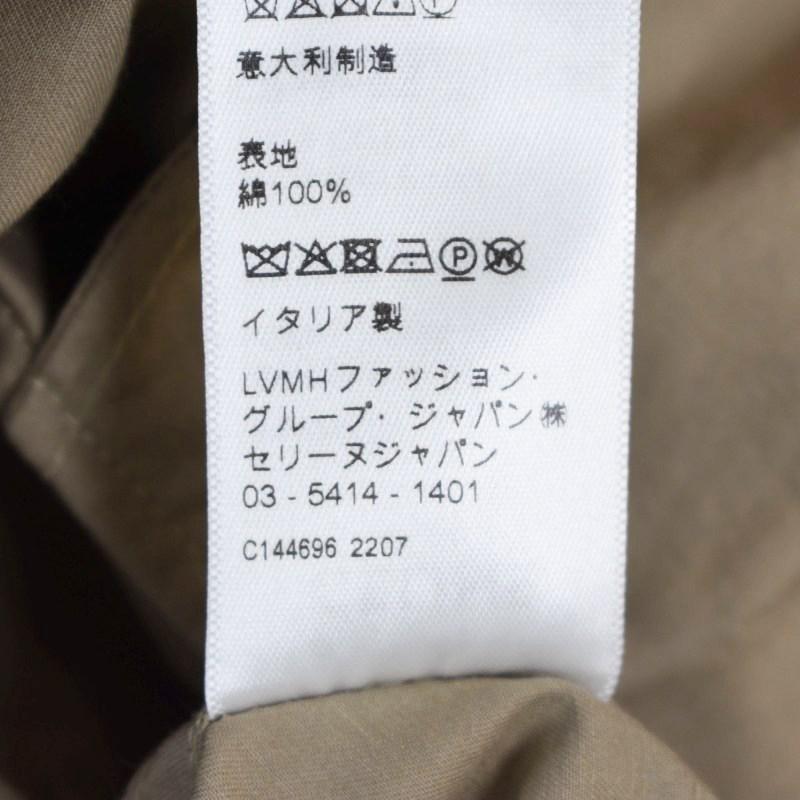 意大利制造
表地
綿100%
イタリア製
LVMHファッション・
グループ・ジャパン㈱
セリーヌジャパン
03 - 5414 - 1401
C144696 2207